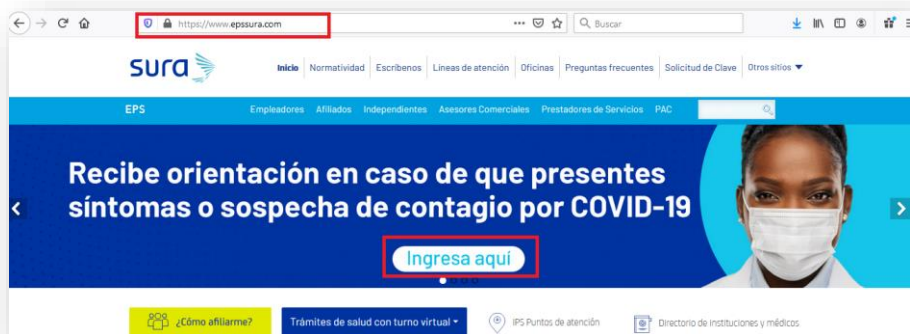 https://www.epssura.com
Buscar
sura
Inicio Normatividad Escríbenos Líneas de atención Oficinas Preguntas frecuentes Solicitud de Clave Otros sitios
EPS Empleadores Afiliados Independientes Asesores Comerciales Prestadores de Servicios PAC
Recibe orientación en caso de que presentes
síntomas o sospecha de contagio por COVID-19
Ingresa aquí
¿Cómo afiliarme? Trámites de salud con turno virtual IPS Puntos de atención Directorio de instituciones y médicos